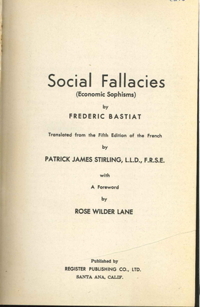 Social Fallacies
(Economic Sophisms)
by
FREDERIC BASTIAT
Translated from the Fifth Edition of the French
by
PATRICK JAMES STIRLING, L.L.D., F.R.S.E.
with
A Foreword
by
ROSE WILDER LANE
Published by
REGISTER PUBLISHING CO., LTD.
SANTA ANA, CALIF.